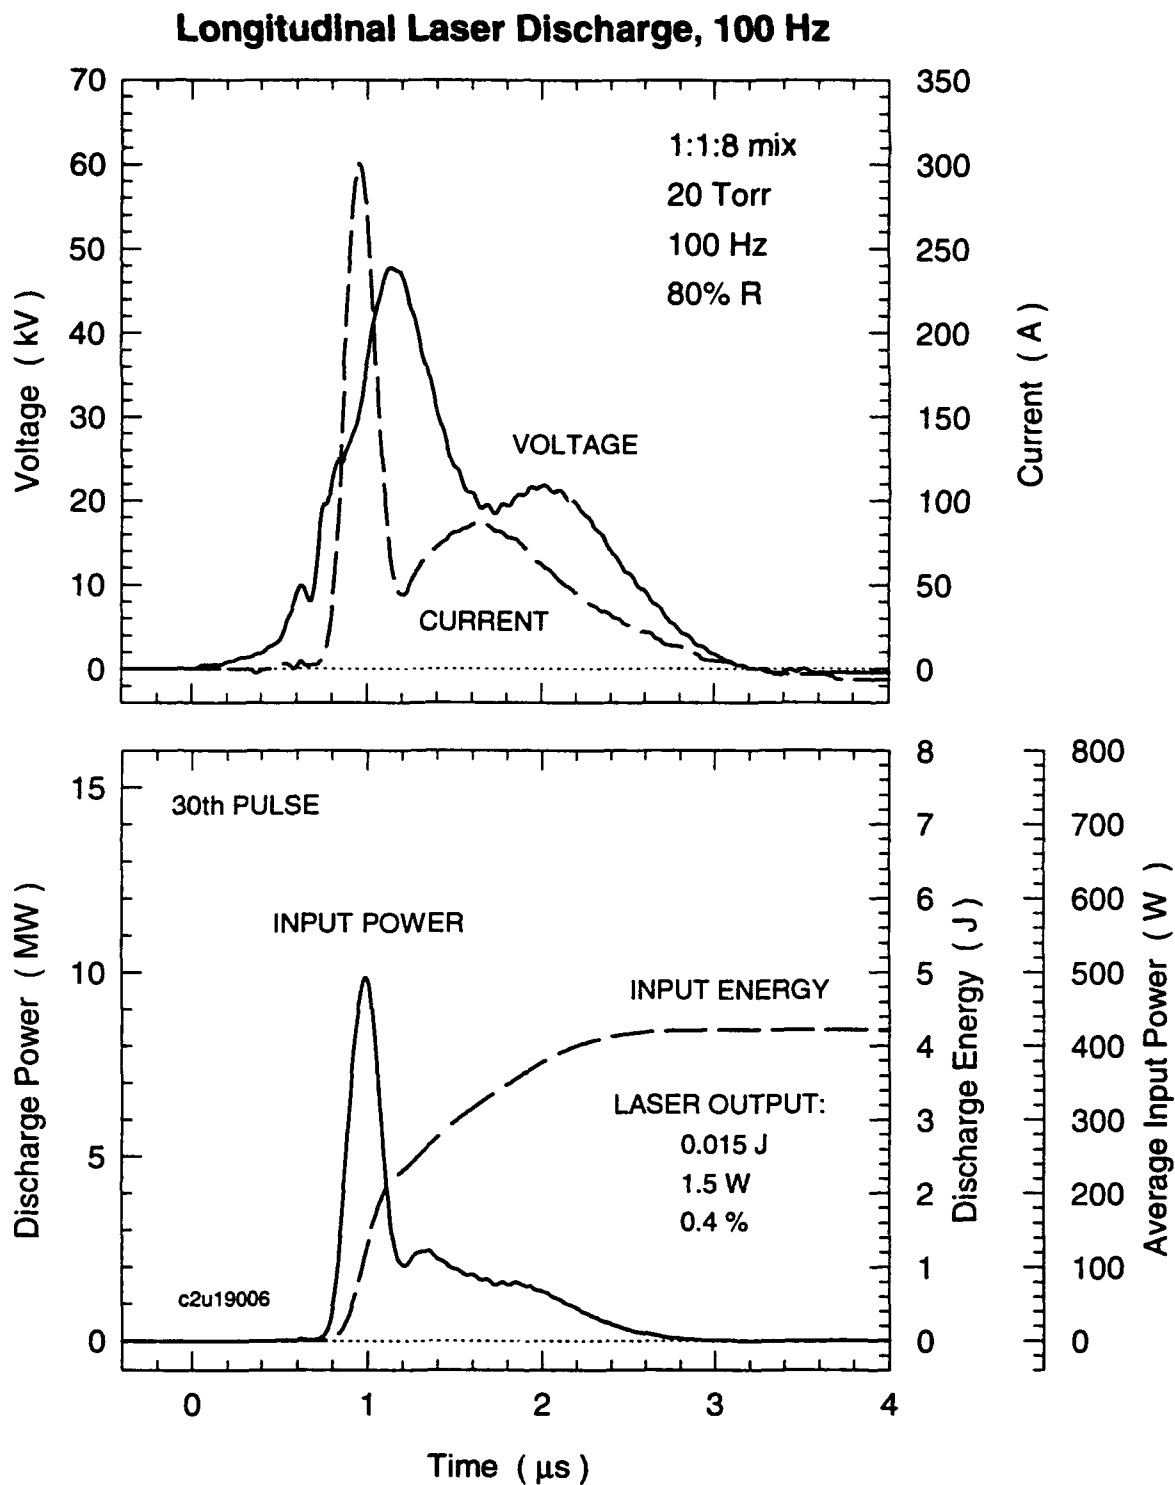 Longitudinal Laser Discharge, 100 Hz
70
60
50
40
30
20
10
0
Voltage ( kV )
350
300
250
200
150
100
50
0
Current ( A )
1:1:8 mix
20 Torr
100 Hz
80% R
VOLTAGE
CURRENT
15
10
5
0
Discharge Power ( MW )
8
7
6
5
4
3
2
1
0
Discharge Energy ( J )
800
700
600
500
400
300
200
100
0
Average Input Power ( W )
30th PULSE
INPUT POWER
INPUT ENERGY
LASER OUTPUT:
0.015 J
1.5 W
0.4 %
c2u19006
0 1 2 3 4
Time ( μs )